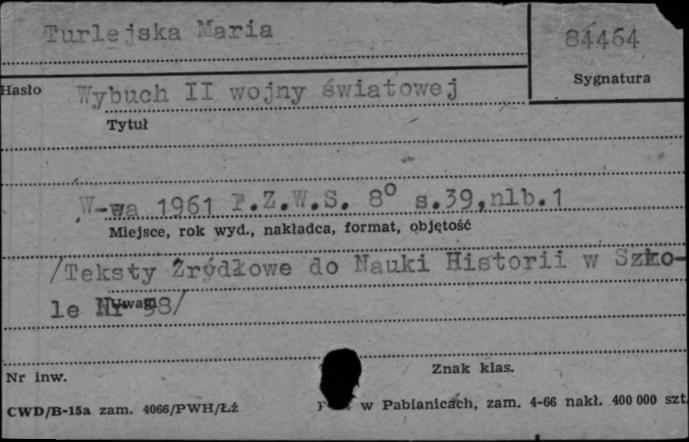 Turlejska Maria
84464
Sygnatura
Hasło
Wybuch II wojny światowej
Tytuł
W-wa 1961 P.Z.W.S. 8° s.39,nlb.1
Miejsce, rok wyd., nakładca, format, objętość
/Teksty Źródłowe do Nauki Historii w Szko-
Uwagi
le Nr 58/
Nr inw.
Znak klas.
CWD/B-15a zam. 4066/PWH/Łź
w Pabianicach, zam. 4-66 nakł. 400 000 szt.